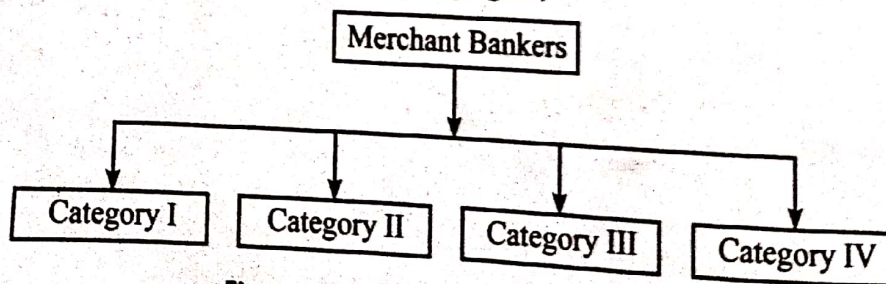 Merchant Bankers
Category I
Category II
Category III
Category IV